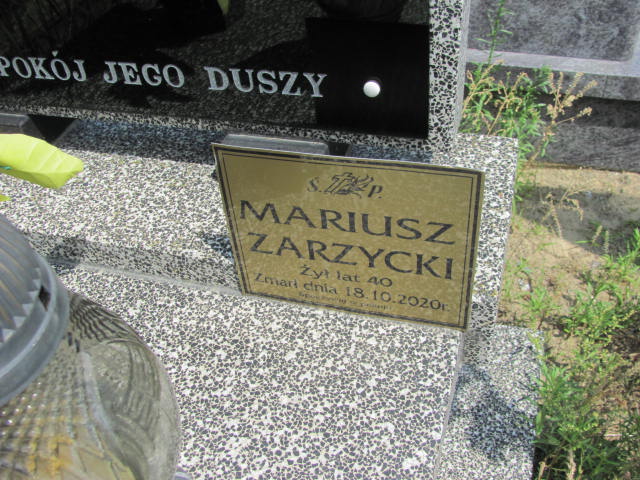 POKÓJ JEGO DUSZY
Ś. P.
MARIUSZ
ZARZYCKI
Żył lat 40
Zmarł dnia 18.10.2020r.